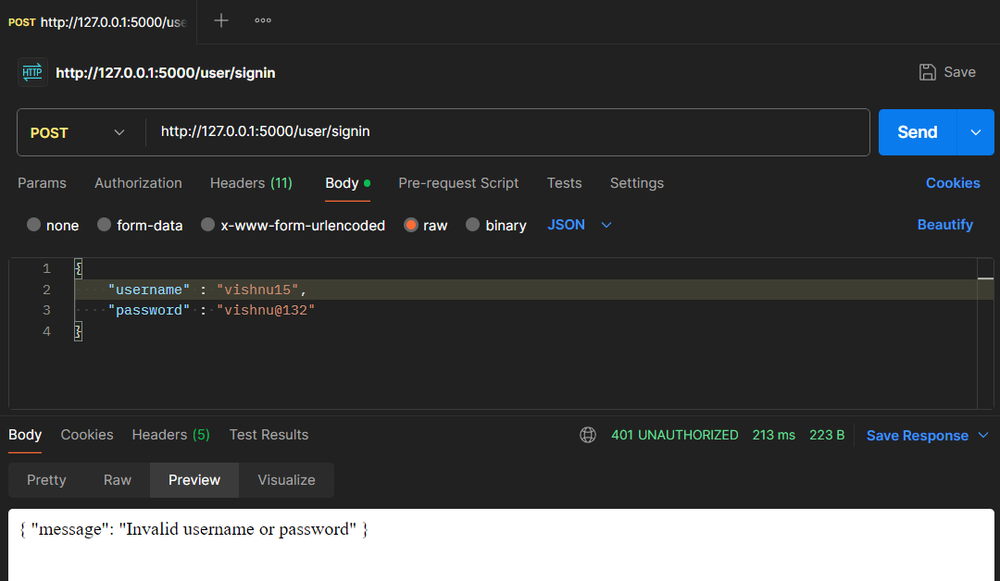 POST http://127.0.0.1:5000/use
HTTP http://127.0.0.1:5000/user/signin Save
POST http://127.0.0.1:5000/user/signin Send
Params Authorization Headers (11) Body Pre-request Script Tests Settings Cookies
none form-data x-www-form-urlencoded raw binary JSON Beautify
1 {
2 "username" : "vishnu15",
3 "password" : "vishnu@132"
4 }
Body Cookies Headers (5) Test Results 401 UNAUTHORIZED 213 ms 223 B Save Response
Pretty Raw Preview Visualize
{ "message": "Invalid username or password" }